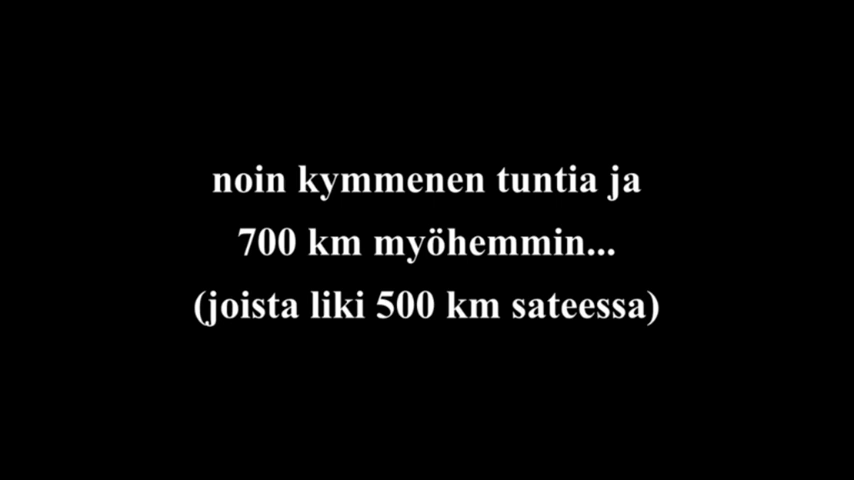 noin kymmenen tuntia ja
700 km myöhemmin...
(joista liki 500 km sateessa)